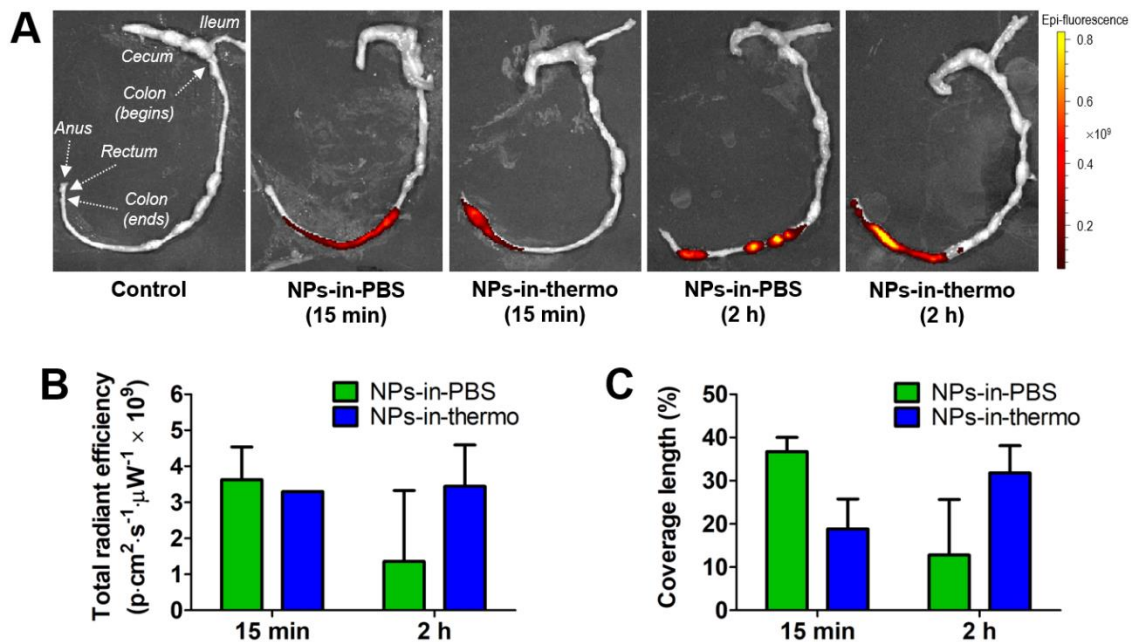 A
Ileum
Cecum
Colon
(begins)
Anus
Rectum
Colon
(ends)
Epi-fluorescence
0.8
0.6
×10⁹
0.4
0.2
Control
NPs-in-PBS
(15 min)
NPs-in-thermo
(15 min)
NPs-in-PBS
(2 h)
NPs-in-thermo
(2 h)
B
Total radiant efficiency
(p·cm²·s⁻¹·µW⁻¹ × 10⁹)
6
5
4
3
2
1
0
NPs-in-PBS
NPs-in-thermo
15 min
2 h
C
Coverage length (%)
50
40
30
20
10
0
NPs-in-PBS
NPs-in-thermo
15 min
2 h